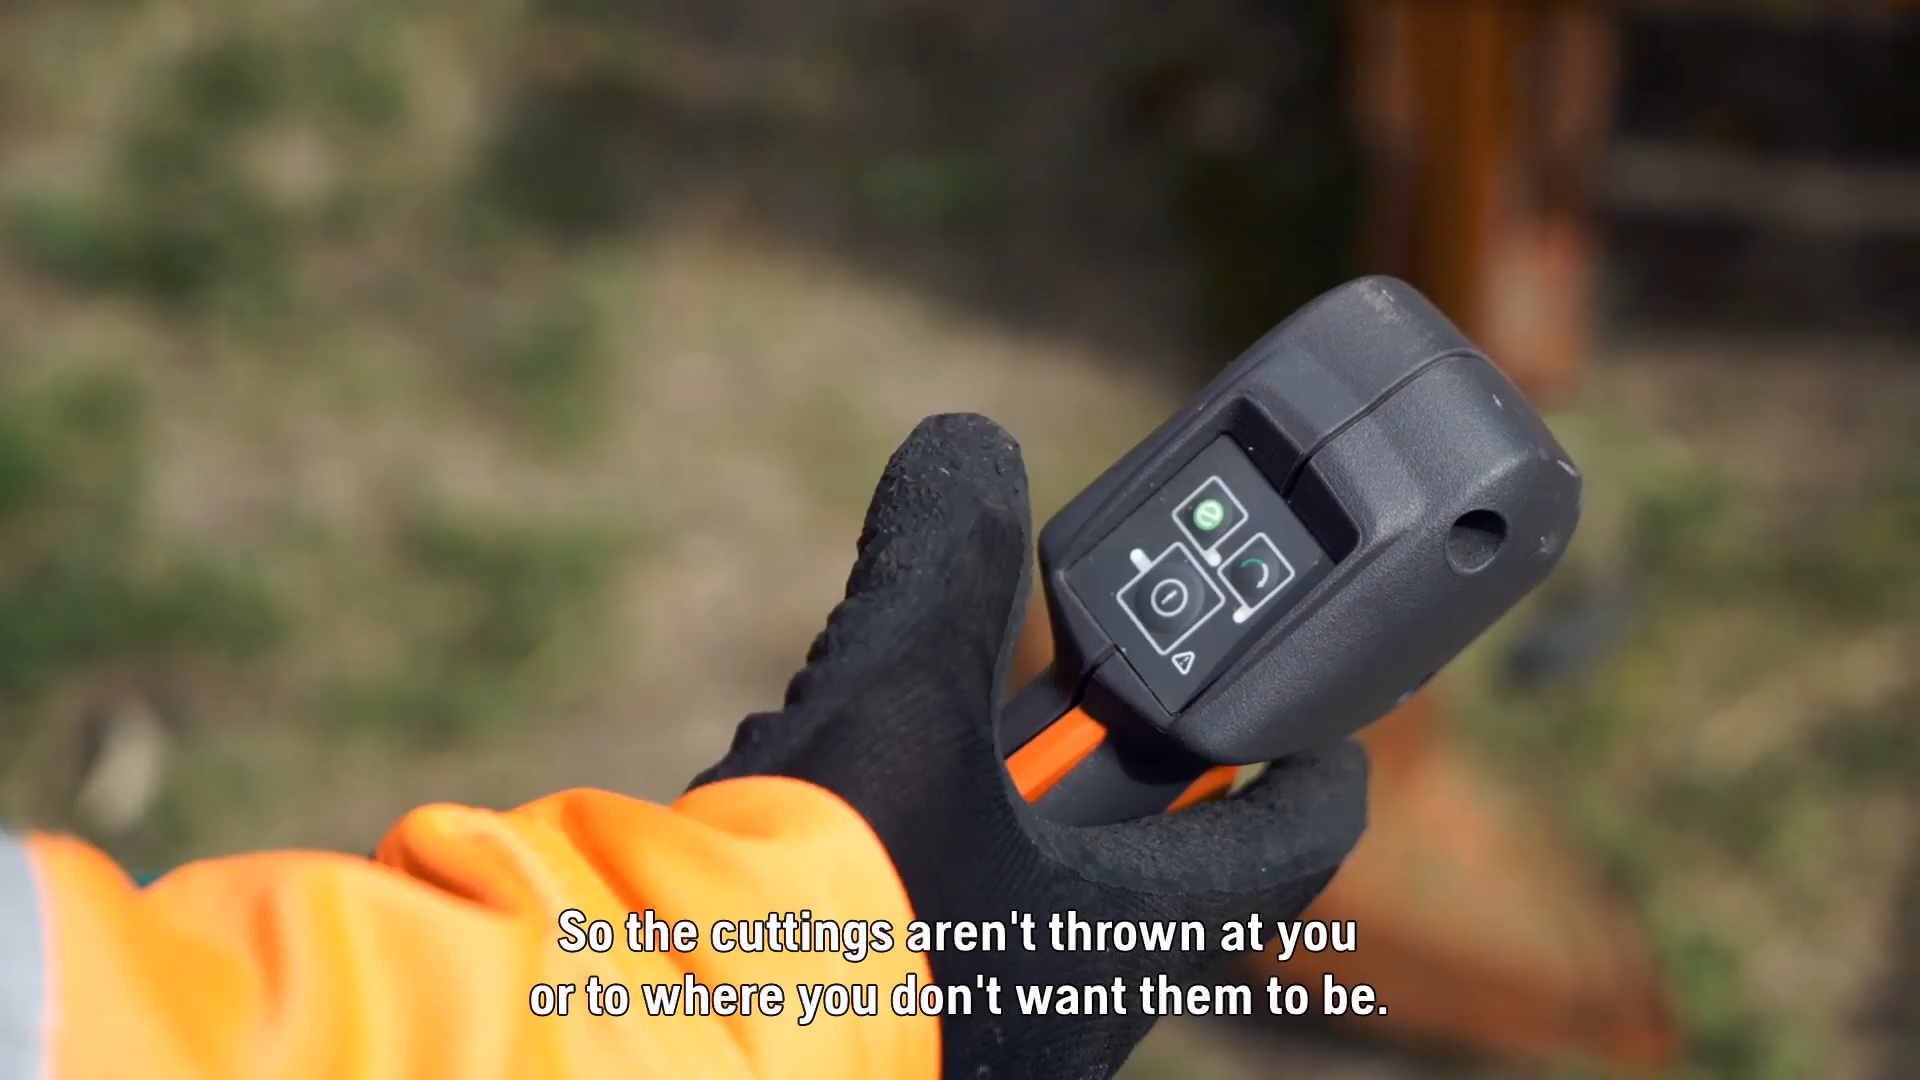 So the cuttings aren't thrown at you
or to where you don't want them to be.